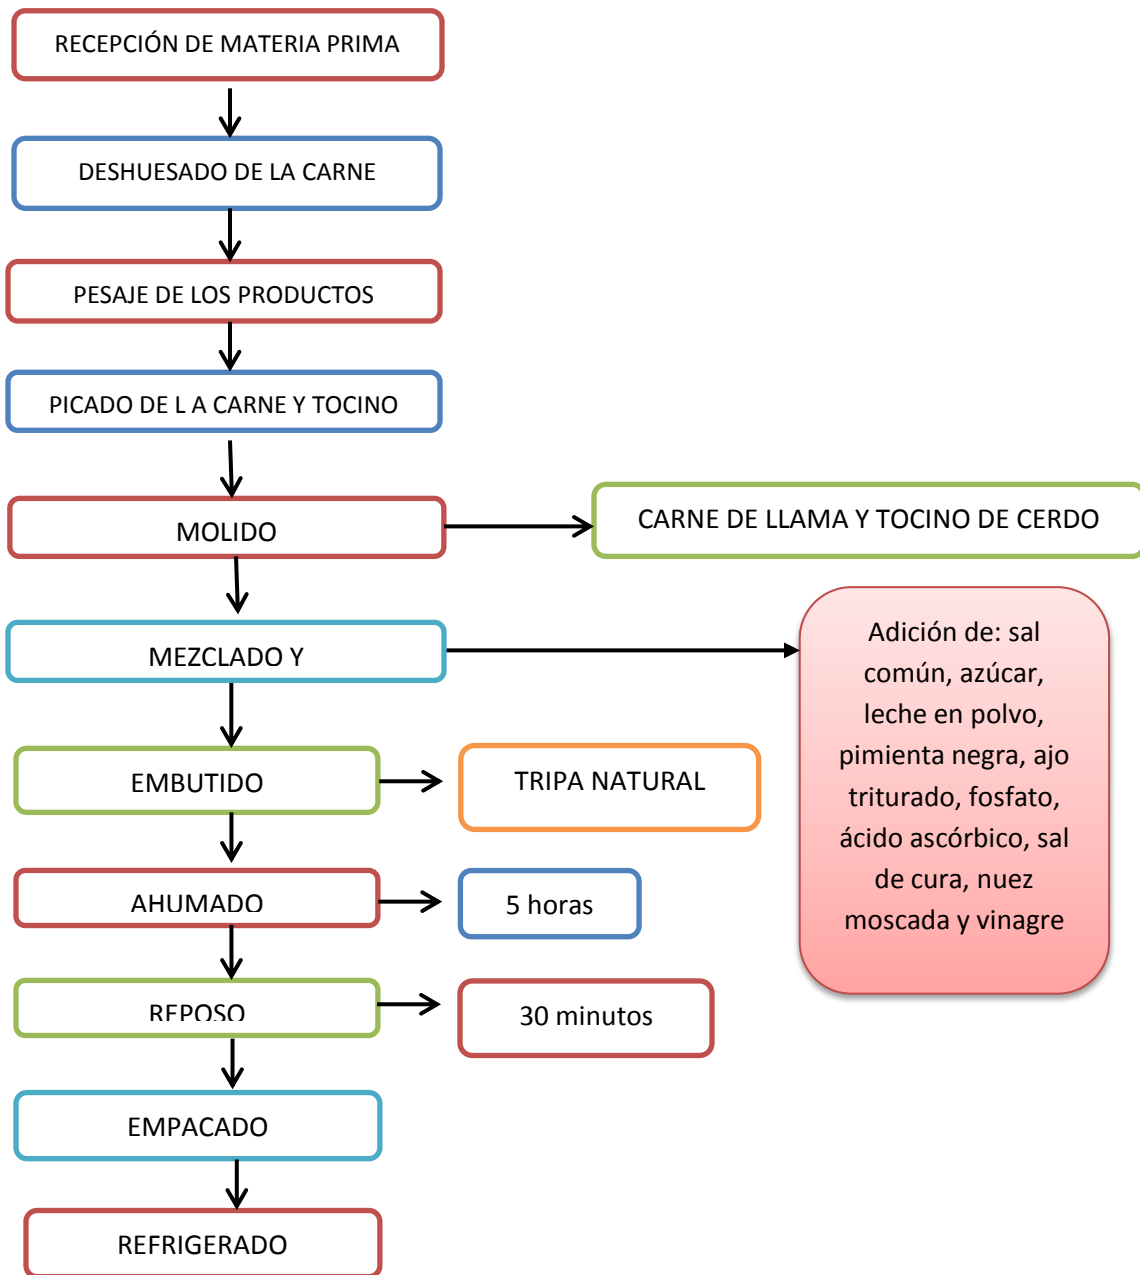 RECEPCIÓN DE MATERIA PRIMA
DESHUESADO DE LA CARNE
PESAJE DE LOS PRODUCTOS
PICADO DE L A CARNE Y TOCINO
MOLIDO
CARNE DE LLAMA Y TOCINO DE CERDO
MEZCLADO Y
Adición de: sal
común, azúcar,
leche en polvo,
pimienta negra, ajo
triturado, fosfato,
ácido ascórbico, sal
de cura, nuez
moscada y vinagre
EMBUTIDO
TRIPA NATURAL
AHUMADO
5 horas
REPOSO
30 minutos
EMPACADO
REFRIGERADO